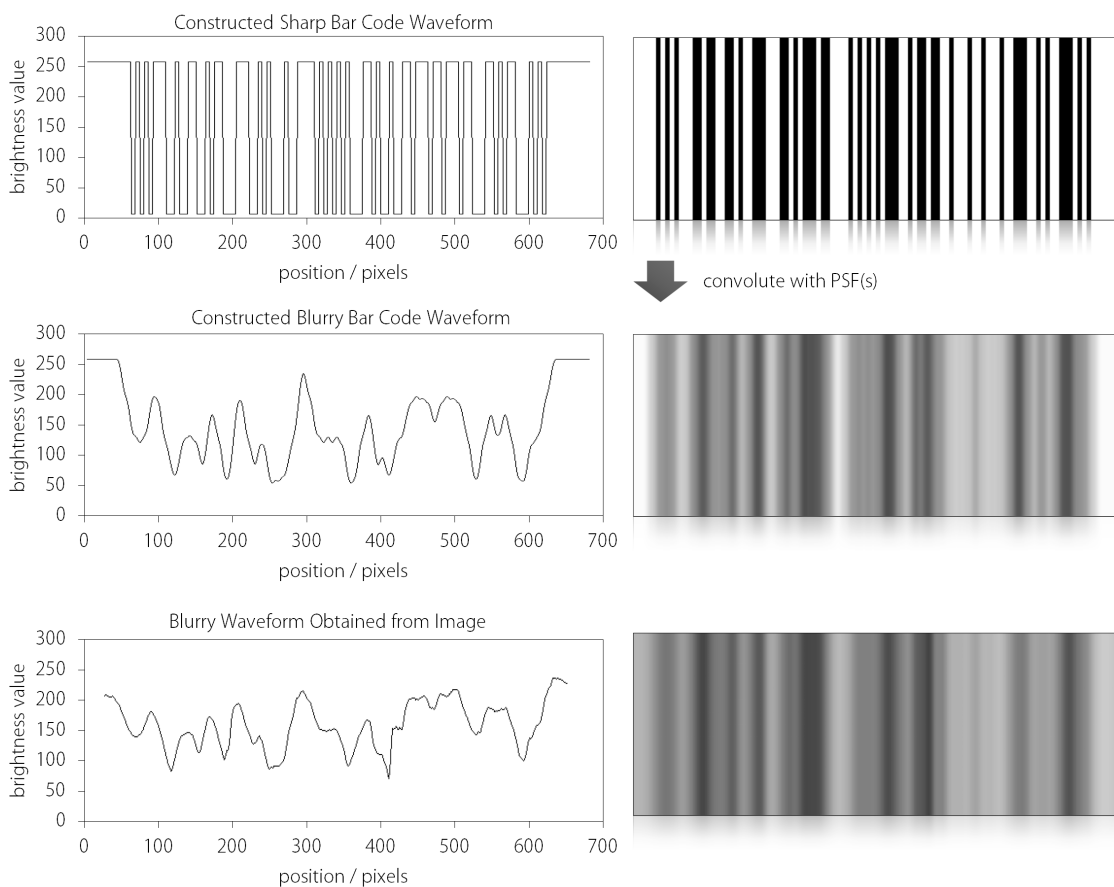 Constructed Sharp Bar Code Waveform
brightness value
300
250
200
150
100
50
0
0 100 200 300 400 500 600 700
position / pixels
convolute with PSF(s)
Constructed Blurry Bar Code Waveform
brightness value
300
250
200
150
100
50
0
0 100 200 300 400 500 600 700
position / pixels
Blurry Waveform Obtained from Image
brightness value
300
250
200
150
100
50
0
0 100 200 300 400 500 600 700
position / pixels